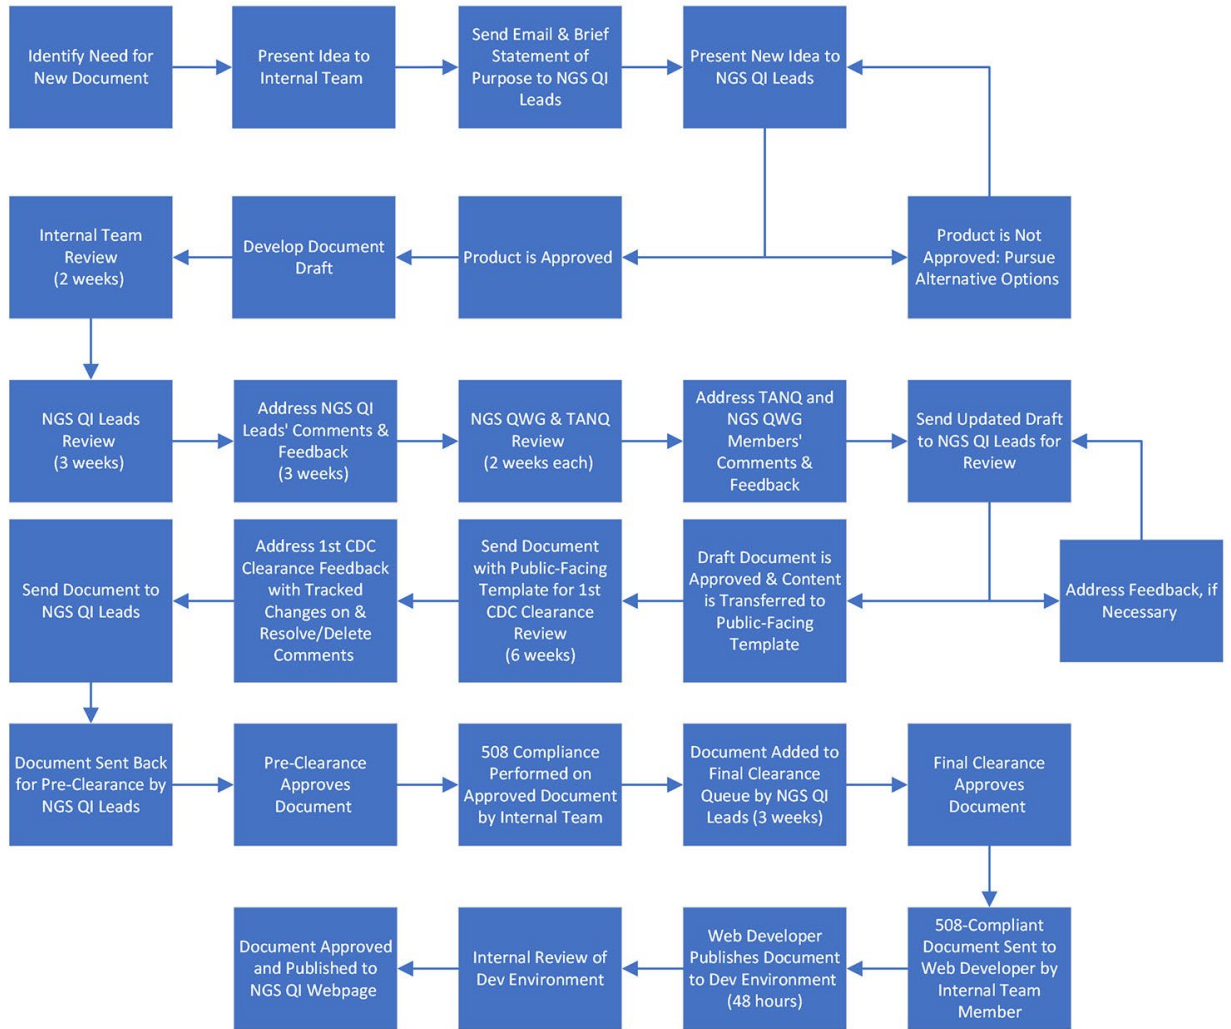 Identify Need for
New Document
Present Idea to
Internal Team
Send Email & Brief
Statement of
Purpose to NGS QI
Leads
Present New Idea to
NGS QI Leads
Internal Team
Review
(2 weeks)
Develop Document
Draft
Product is Approved
Product is Not
Approved: Pursue
Alternative Options
NGS QI Leads
Review
(3 weeks)
Address NGS QI
Leads' Comments &
Feedback
(3 weeks)
NGS QWG & TANQ
Review
(2 weeks each)
Address TANQ and
NGS QWG
Members'
Comments &
Feedback
Send Updated Draft
to NGS QI Leads for
Review
Send Document to
NGS QI Leads
Address 1st CDC
Clearance Feedback
with Tracked
Changes on &
Resolve/Delete
Comments
Send Document
with Public-Facing
Template for 1st
CDC Clearance
Review
(6 weeks)
Draft Document is
Approved & Content
is Transferred to
Public-Facing
Template
Address Feedback, if
Necessary
Document Sent Back
for Pre-Clearance by
NGS QI Leads
Pre-Clearance
Approves
Document
508 Compliance
Performed on
Approved Document
by Internal Team
Document Added to
Final Clearance
Queue by NGS QI
Leads (3 weeks)
Final Clearance
Approves
Document
Document Approved
and Published to
NGS QI Webpage
Internal Review of
Dev Environment
Web Developer
Publishes Document
to Dev Environment
(48 hours)
508-Compliant
Document Sent to
Web Developer by
Internal Team
Member